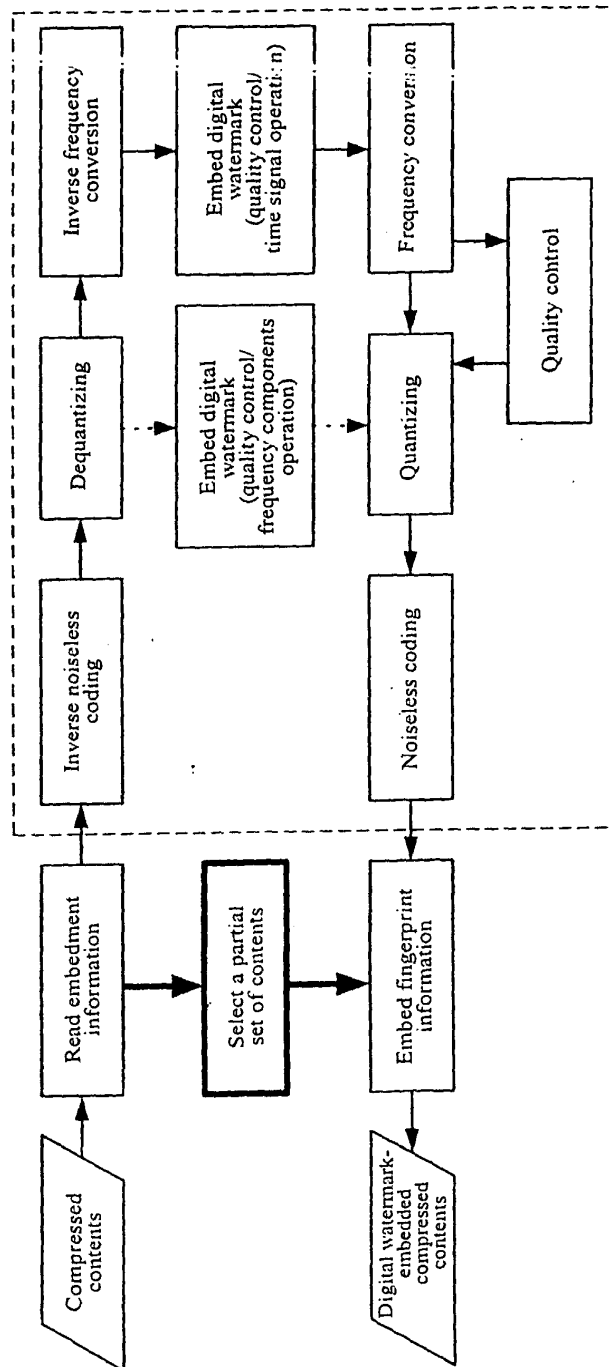 Compressed
contents
Read embedment
information
Inverse noiseless
coding
Dequantizing
Inverse frequency
conversion
Select a partial
set of contents
Embed digital
watermark
(quality control/
frequency components
operation)
Embed digital
watermark
(quality control/
time signal operation)
Digital watermark-
embedded
compressed
contents
Embed fingerprint
information
Noiseless coding
Quantizing
Frequency conversion
Quality control